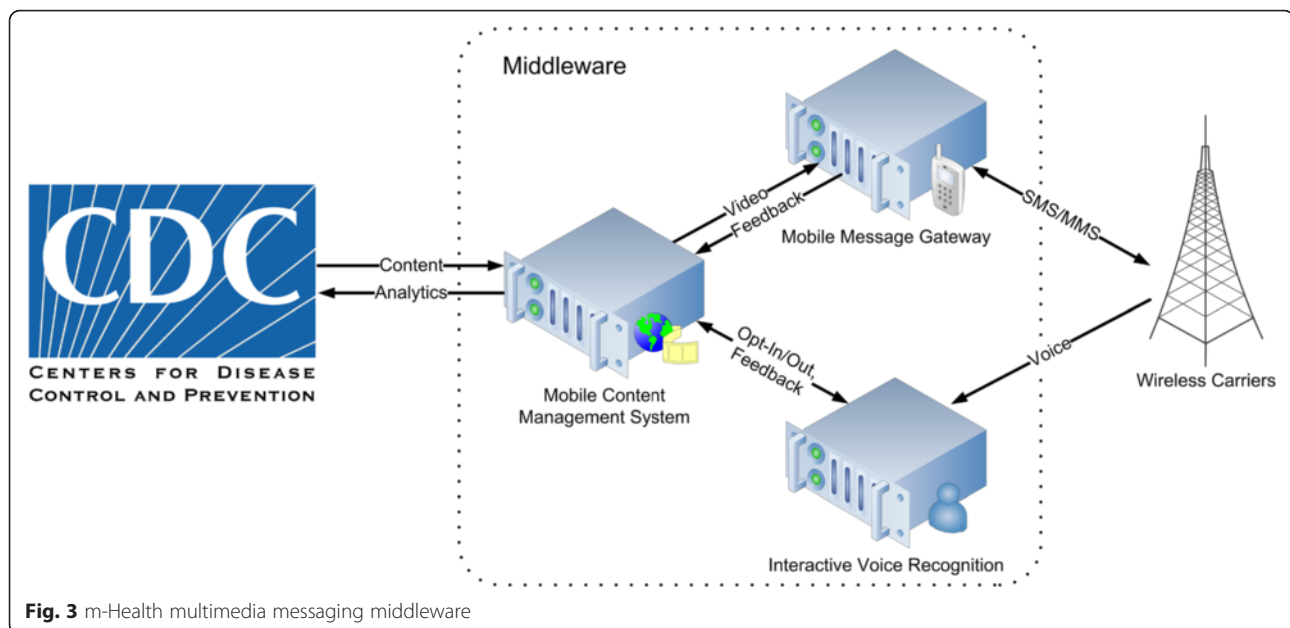 Middleware
CDC
CENTERS FOR DISEASE
CONTROL AND PREVENTION
Content
Analytics
Video
Feedback
Mobile Message Gateway
SMS/MMS
Mobile Content
Management System
Opt-In/Out,
Feedback
Voice
Wireless Carriers
Interactive Voice Recognition
Fig. 3 m-Health multimedia messaging middleware